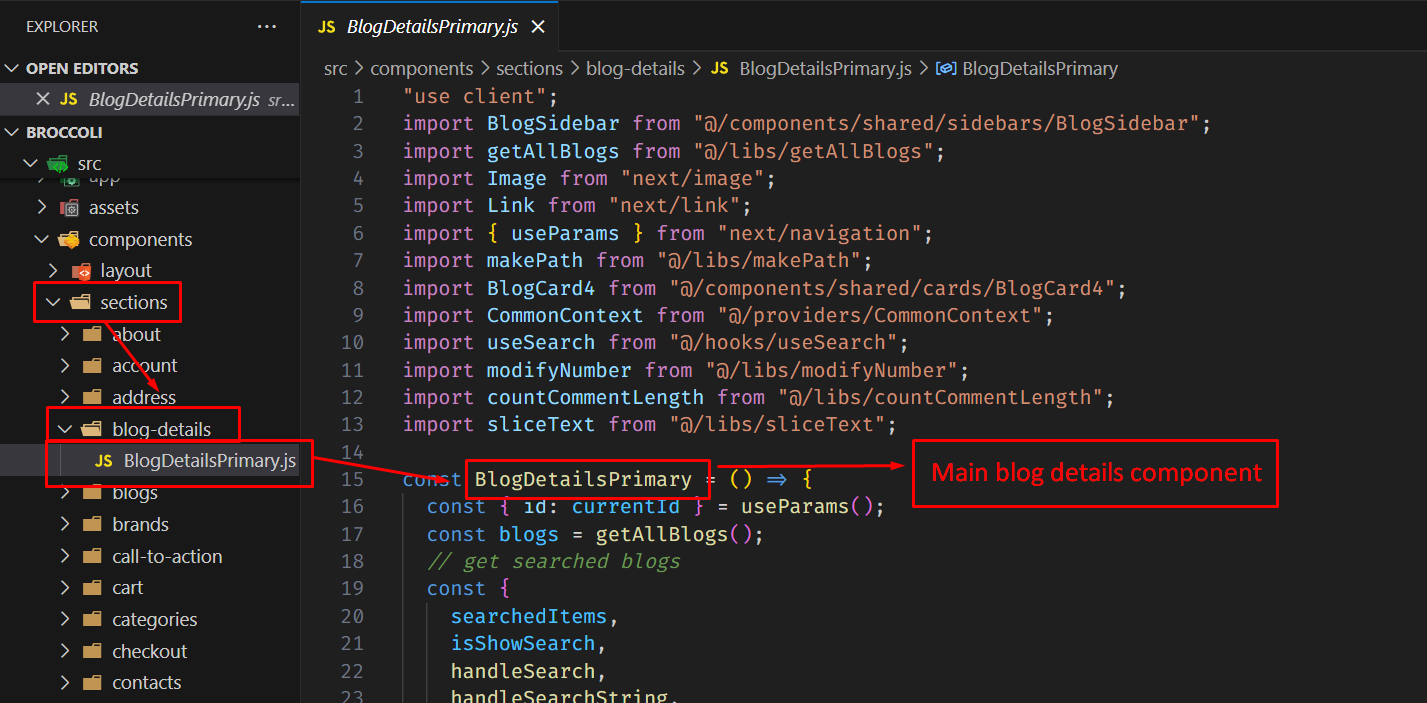 EXPLORER ···
OPEN EDITORS
JS BlogDetailsPrimary.js sr...
BROCCOLI
src
app
assets
components
layout
sections
about
account
address
blog-details
JS BlogDetailsPrimary.js
blogs
brands
call-to-action
cart
categories
checkout
contacts
JS BlogDetailsPrimary.js
src > components > sections > blog-details > JS BlogDetailsPrimary.js > BlogDetailsPrimary
1 "use client";
2 import BlogSidebar from "@/components/shared/sidebars/BlogSidebar";
3 import getAllBlogs from "@/libs/getAllBlogs";
4 import Image from "next/image";
5 import Link from "next/link";
6 import { useParams } from "next/navigation";
7 import makePath from "@/libs/makePath";
8 import BlogCard4 from "@/components/shared/cards/BlogCard4";
9 import CommonContext from "@/providers/CommonContext";
10 import useSearch from "@/hooks/useSearch";
11 import modifyNumber from "@/libs/modifyNumber";
12 import countCommentLength from "@/libs/countCommentLength";
13 import sliceText from "@/libs/sliceText";
14
15 const BlogDetailsPrimary = () => {
16 const { id: currentId } = useParams();
17 const blogs = getAllBlogs();
18 // get searched blogs
19 const {
20 searchedItems,
21 isShowSearch,
22 handleSearch,
23 handleSearchString,
Main blog details component